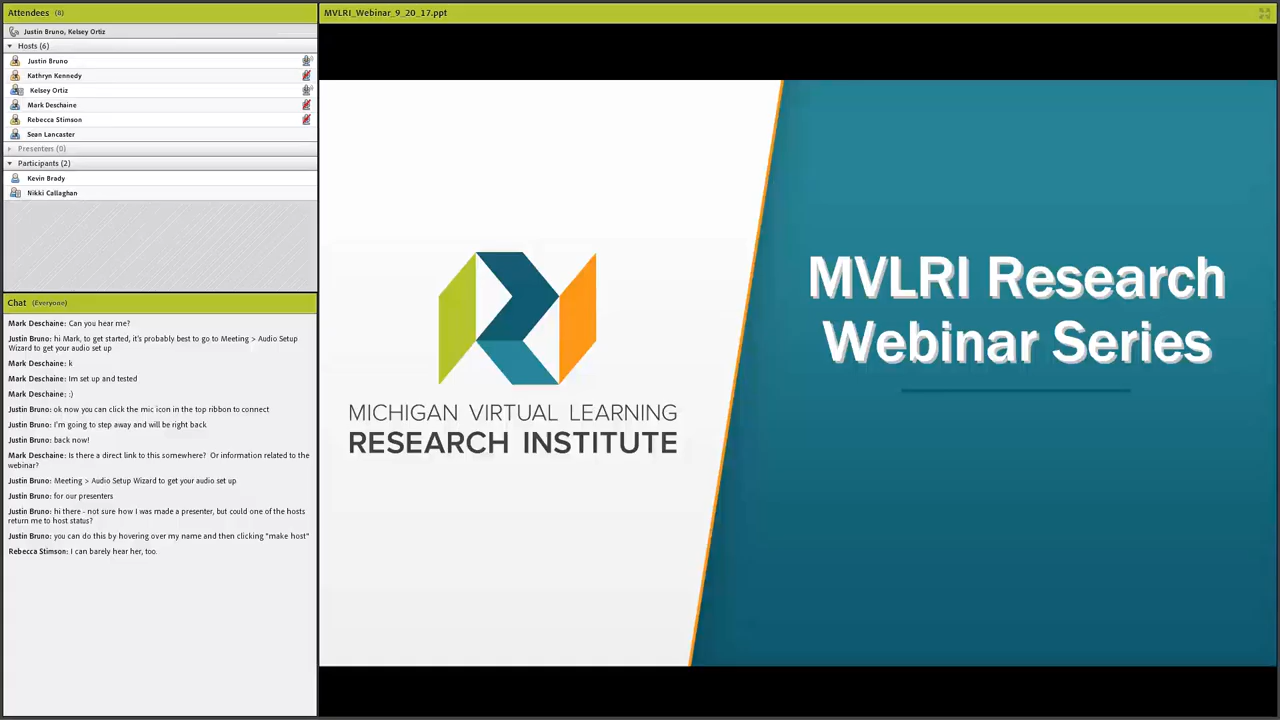 Attendees (8)
Justin Bruno, Kelsey Ortiz
Hosts (6)
Justin Bruno
Kathryn Kennedy
Kelsey Ortiz
Mark Deschaine
Rebecca Stimson
Sean Lancaster
Presenters (0)
Participants (2)
Kevin Brady
Nikki Callaghan
Chat (Everyone)
Mark Deschaine: Can you hear me?
Justin Bruno: hi Mark, to get started, it's probably best to go to Meeting > Audio Setup
Wizard to get your audio set up
Mark Deschaine: k
Mark Deschaine: Im set up and tested
Mark Deschaine: :)
Justin Bruno: ok now you can click the mic icon in the top ribbon to connect
Justin Bruno: I'm going to step away and will be right back
Justin Bruno: back now!
Mark Deschaine: Is there a direct link to this somewhere? Or information related to the
webinar?
Justin Bruno: Meeting > Audio Setup Wizard to get your audio set up
Justin Bruno: for our presenters
Justin Bruno: hi there - not sure how I was made a presenter, but could one of the hosts
return me to host status?
Justin Bruno: you can do this by hovering over my name and then clicking "make host"
Rebecca Stimson: I can barely hear her, too.
MVLRI_Webinar_9_20_17.ppt
MICHIGAN VIRTUAL LEARNING
RESEARCH INSTITUTE
MVLRI Research
Webinar Series